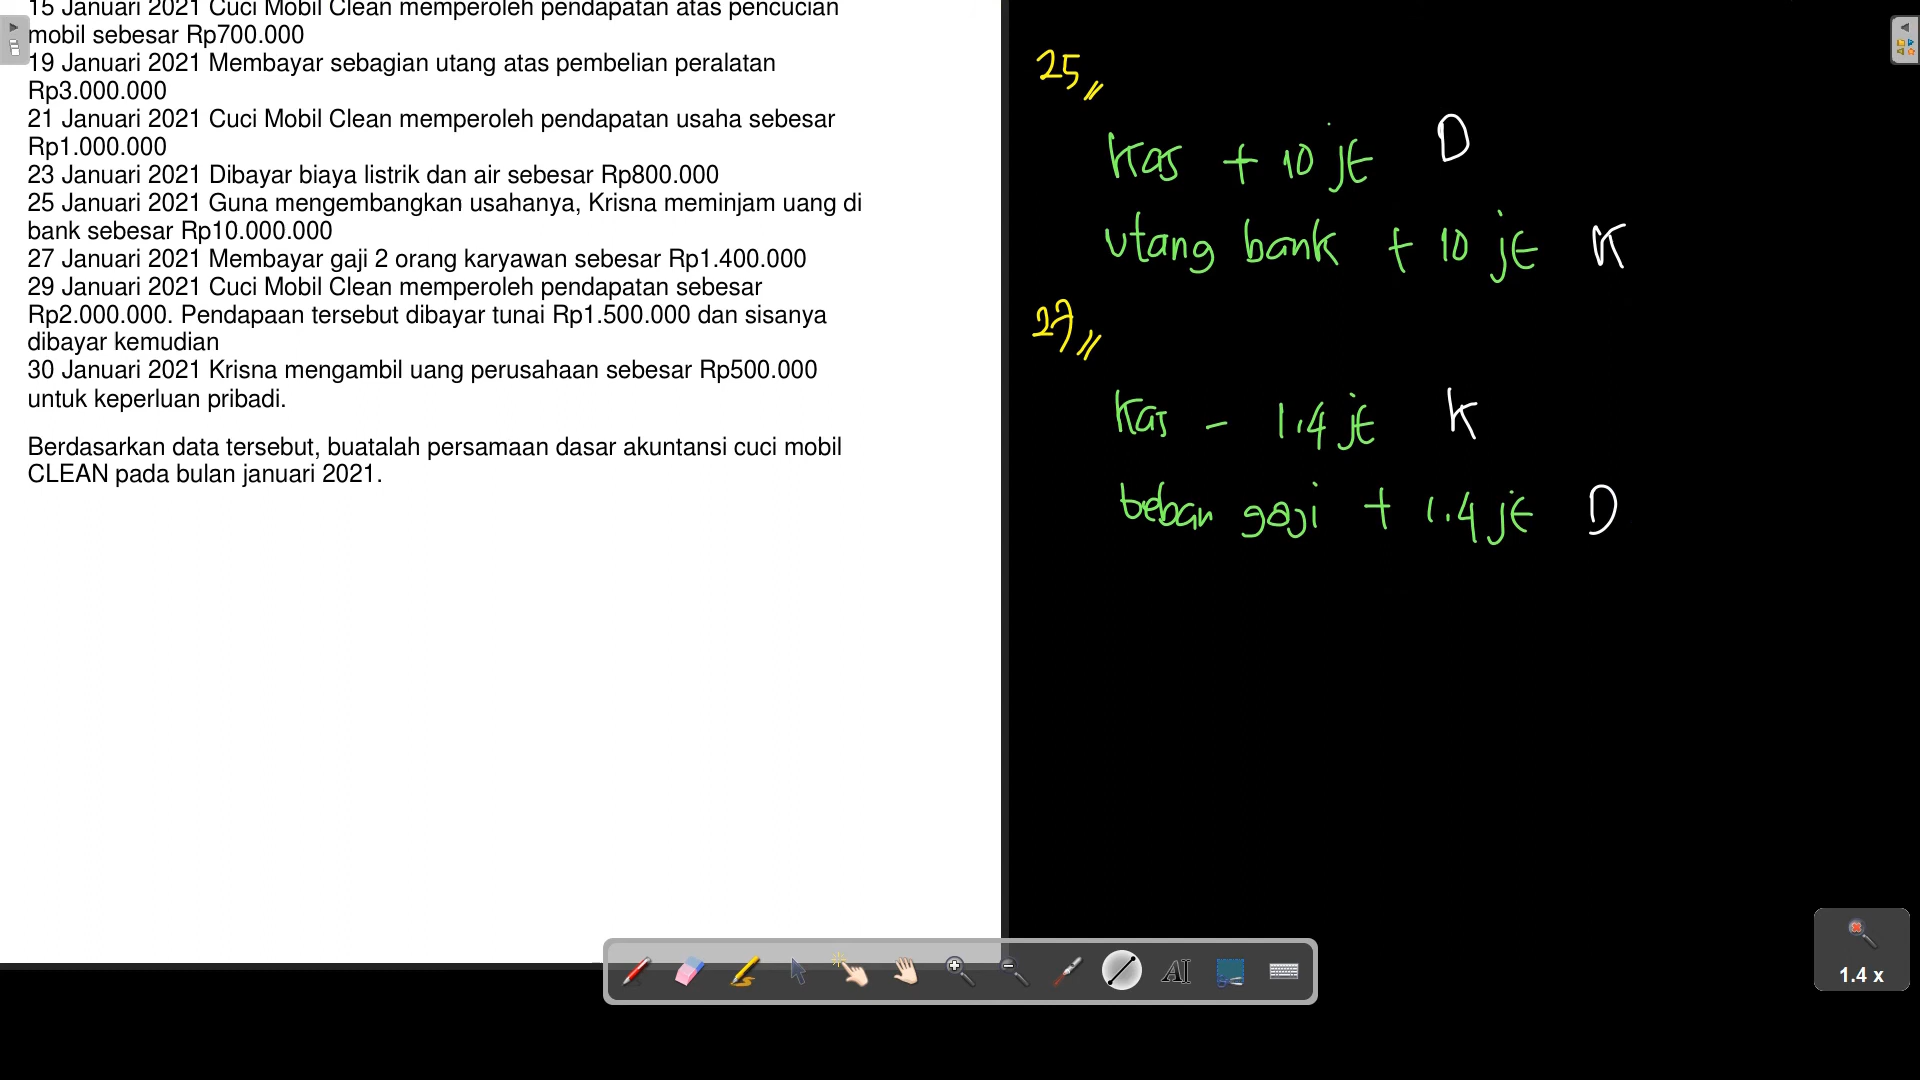 15 Januari 2021 Cuci Mobil Clean memperoleh pendapatan atas pencucian
mobil sebesar Rp700.000
19 Januari 2021 Membayar sebagian utang atas pembelian peralatan
Rp3.000.000
21 Januari 2021 Cuci Mobil Clean memperoleh pendapatan usaha sebesar
Rp1.000.000
23 Januari 2021 Dibayar biaya listrik dan air sebesar Rp800.000
25 Januari 2021 Guna mengembangkan usahanya, Krisna meminjam uang di
bank sebesar Rp10.000.000
27 Januari 2021 Membayar gaji 2 orang karyawan sebesar Rp1.400.000
29 Januari 2021 Cuci Mobil Clean memperoleh pendapatan sebesar
Rp2.000.000. Pendapaan tersebut dibayar tunai Rp1.500.000 dan sisanya
dibayar kemudian
30 Januari 2021 Krisna mengambil uang perusahaan sebesar Rp500.000
untuk keperluan pribadi.
Berdasarkan data tersebut, buatalah persamaan dasar akuntansi cuci mobil
CLEAN pada bulan januari 2021.
25 //
Kas + 10 jt D
utang bank + 10 jt K
27 //
Kas - 1.4 jt K
beban gaji + 1.4 jt D
AI
1.4 x